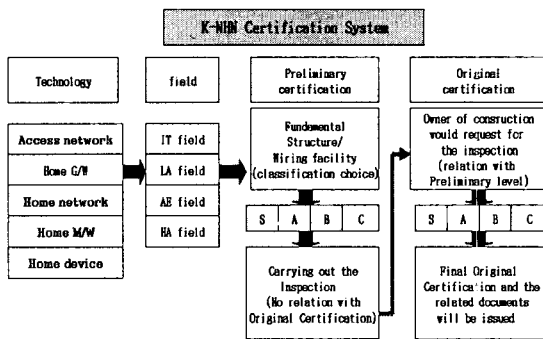 K-NHN Certification System
Technology
field
Preliminary
certification
Original
certification
Access network
Home G/W
Home network
Home M/W
Home device
IT field
LA field
AE field
HA field
Fundamental
Structure/
Wiring facility
(classification choice)
S A B C
Carrying out the
Inspection
(No relation with
Original Certification)
Owner of consruction
would request for
the inspection
(relation with
Preliminary level)
S A B C
Final Original
Certification and the
related documents
will be issued